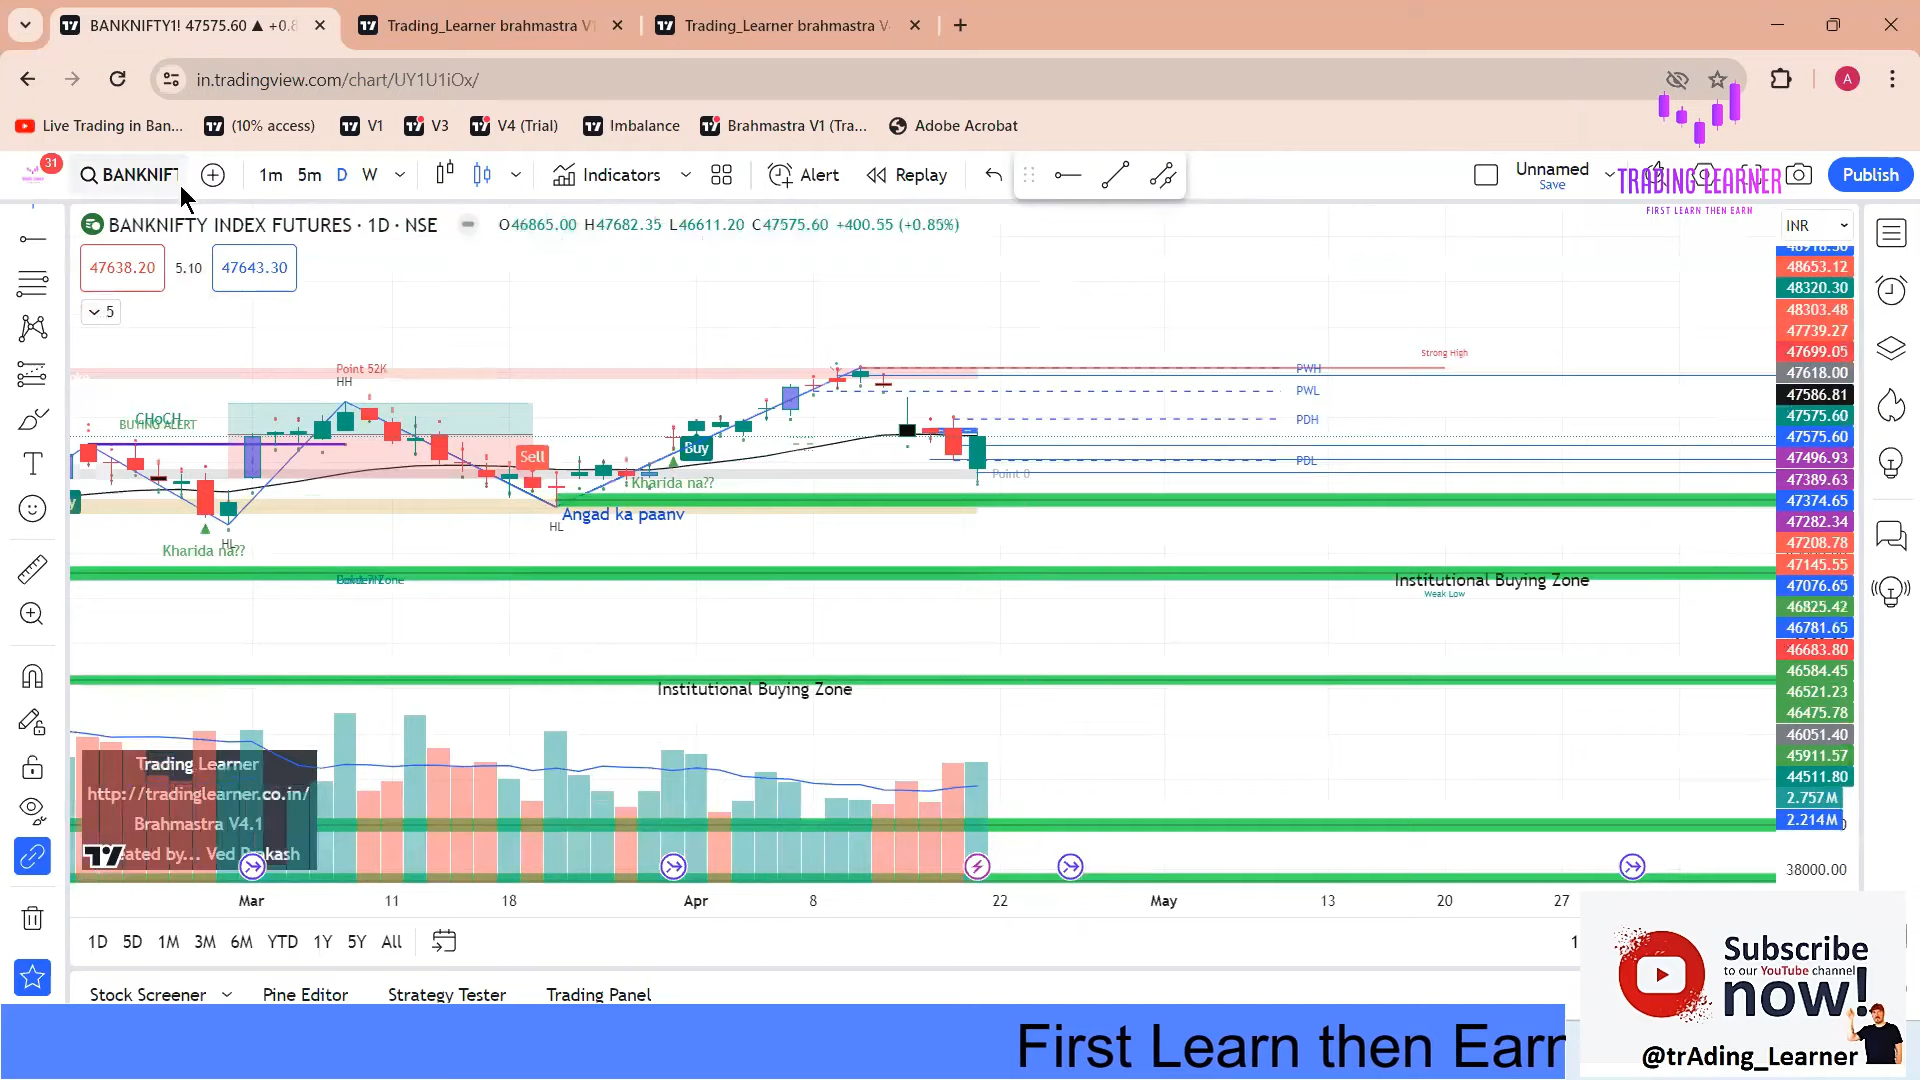 BANKNIFTY1! 47575.60 ▲ +0.8
Trading_Learner brahmastra V
Trading_Learner brahmastra V
in.tradingview.com/chart/UY1U1iOx/
A
Live Trading in Ban...
(10% access)
V1
V3
V4 (Trial)
Imbalance
Brahmastra V1 (Tra...
Adobe Acrobat
31
BANKNIFT
1m
5m
D
W
Indicators
Alert
Replay
Unnamed
Save
Publish
TRADING LEARNER
FIRST LEARN THEN EARN
BANKNIFTY INDEX FUTURES · 1D · NSE
O46865.00 H47682.35 L46611.20 C47575.60 +400.55 (+0.85%)
INR
47638.20
5.10
47643.30
5
48653.12
48320.30
48303.48
47739.27
47699.05
47618.00
47586.81
47575.60
47575.60
47496.93
47389.63
47374.65
47282.34
47208.78
47145.55
47076.65
46825.42
46781.65
46683.80
46584.45
46521.23
46475.78
46051.40
45911.57
44511.80
2.757M
2.214M
38000.00
Strong High
Point 52K
HH
PWH
PWL
CHoCH
BUYING ALERT
PDH
Sell
Buy
PDL
Point 0
Kharida na??
Angad ka paanv
HL
HL
Kharida na??
Institutional Buying Zone
Weak Low
Institutional Buying Zone
Trading Learner
http://tradinglearner.co.in/
Brahmastra V4.1
eated by... Ved Prakash
Mar
11
18
Apr
8
22
May
13
20
27
1D
5D
1M
3M
6M
YTD
1Y
5Y
All
Stock Screener
Pine Editor
Strategy Tester
Trading Panel
First Learn then Earn
Subscribe
to our YouTube channel
now!
@trAding_Learner